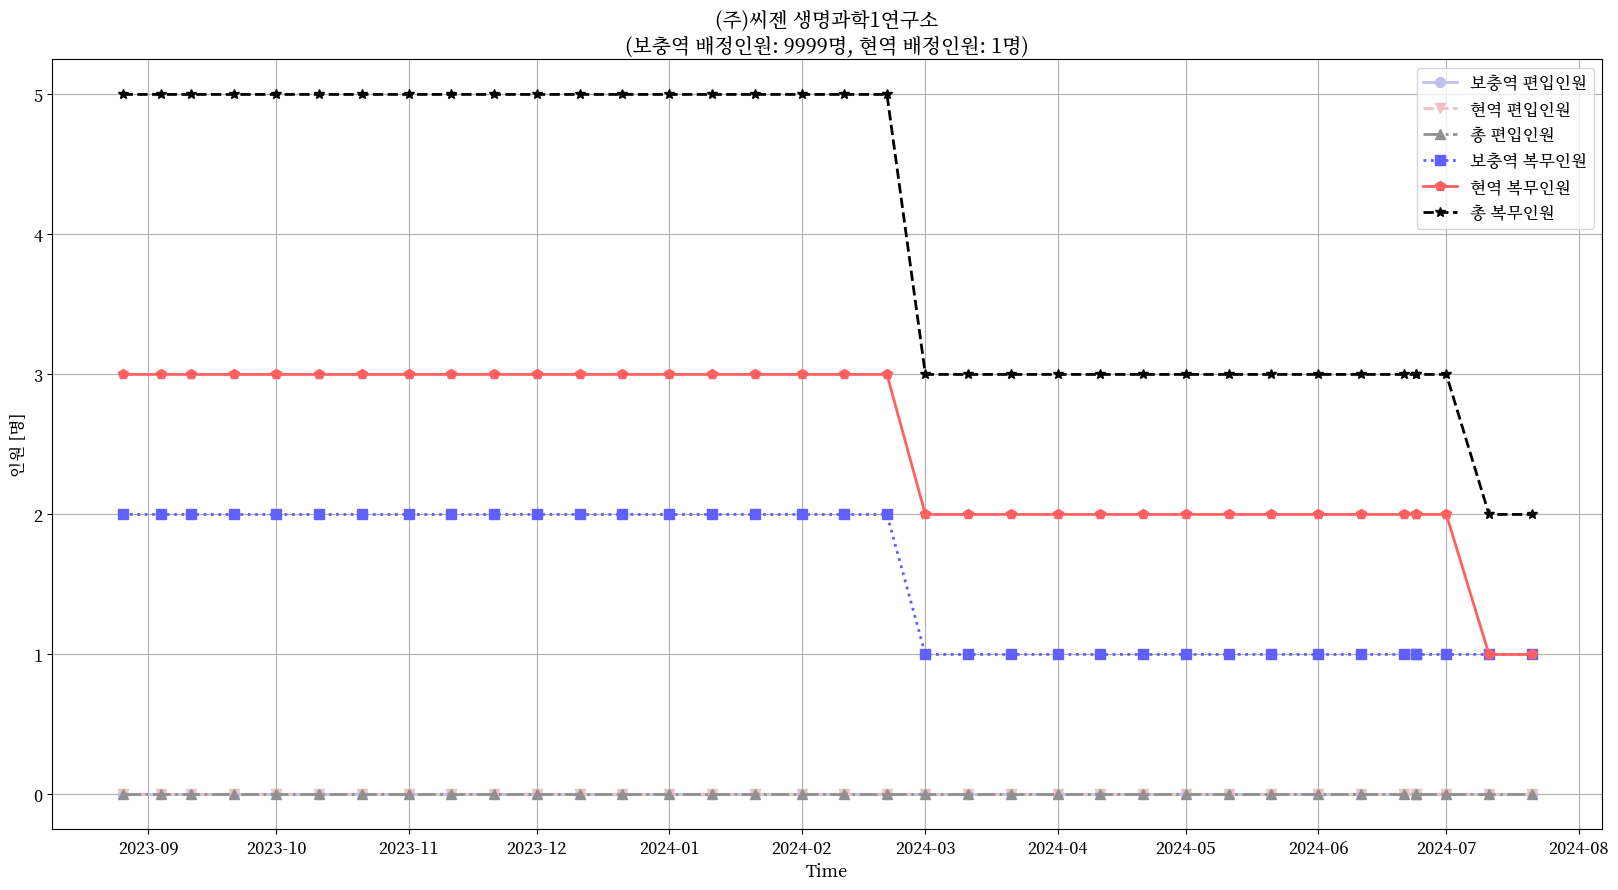 (주)씨젠 생명과학1연구소
(보충역 배정인원: 9999명, 현역 배정인원: 1명)
보충역 편입인원
현역 편입인원
총 편입인원
보충역 복무인원
현역 복무인원
총 복무인원
인원 [명]
5
4
3
2
1
0
2023-09 2023-10 2023-11 2023-12 2024-01 2024-02 2024-03 2024-04 2024-05 2024-06 2024-07 2024-08
Time